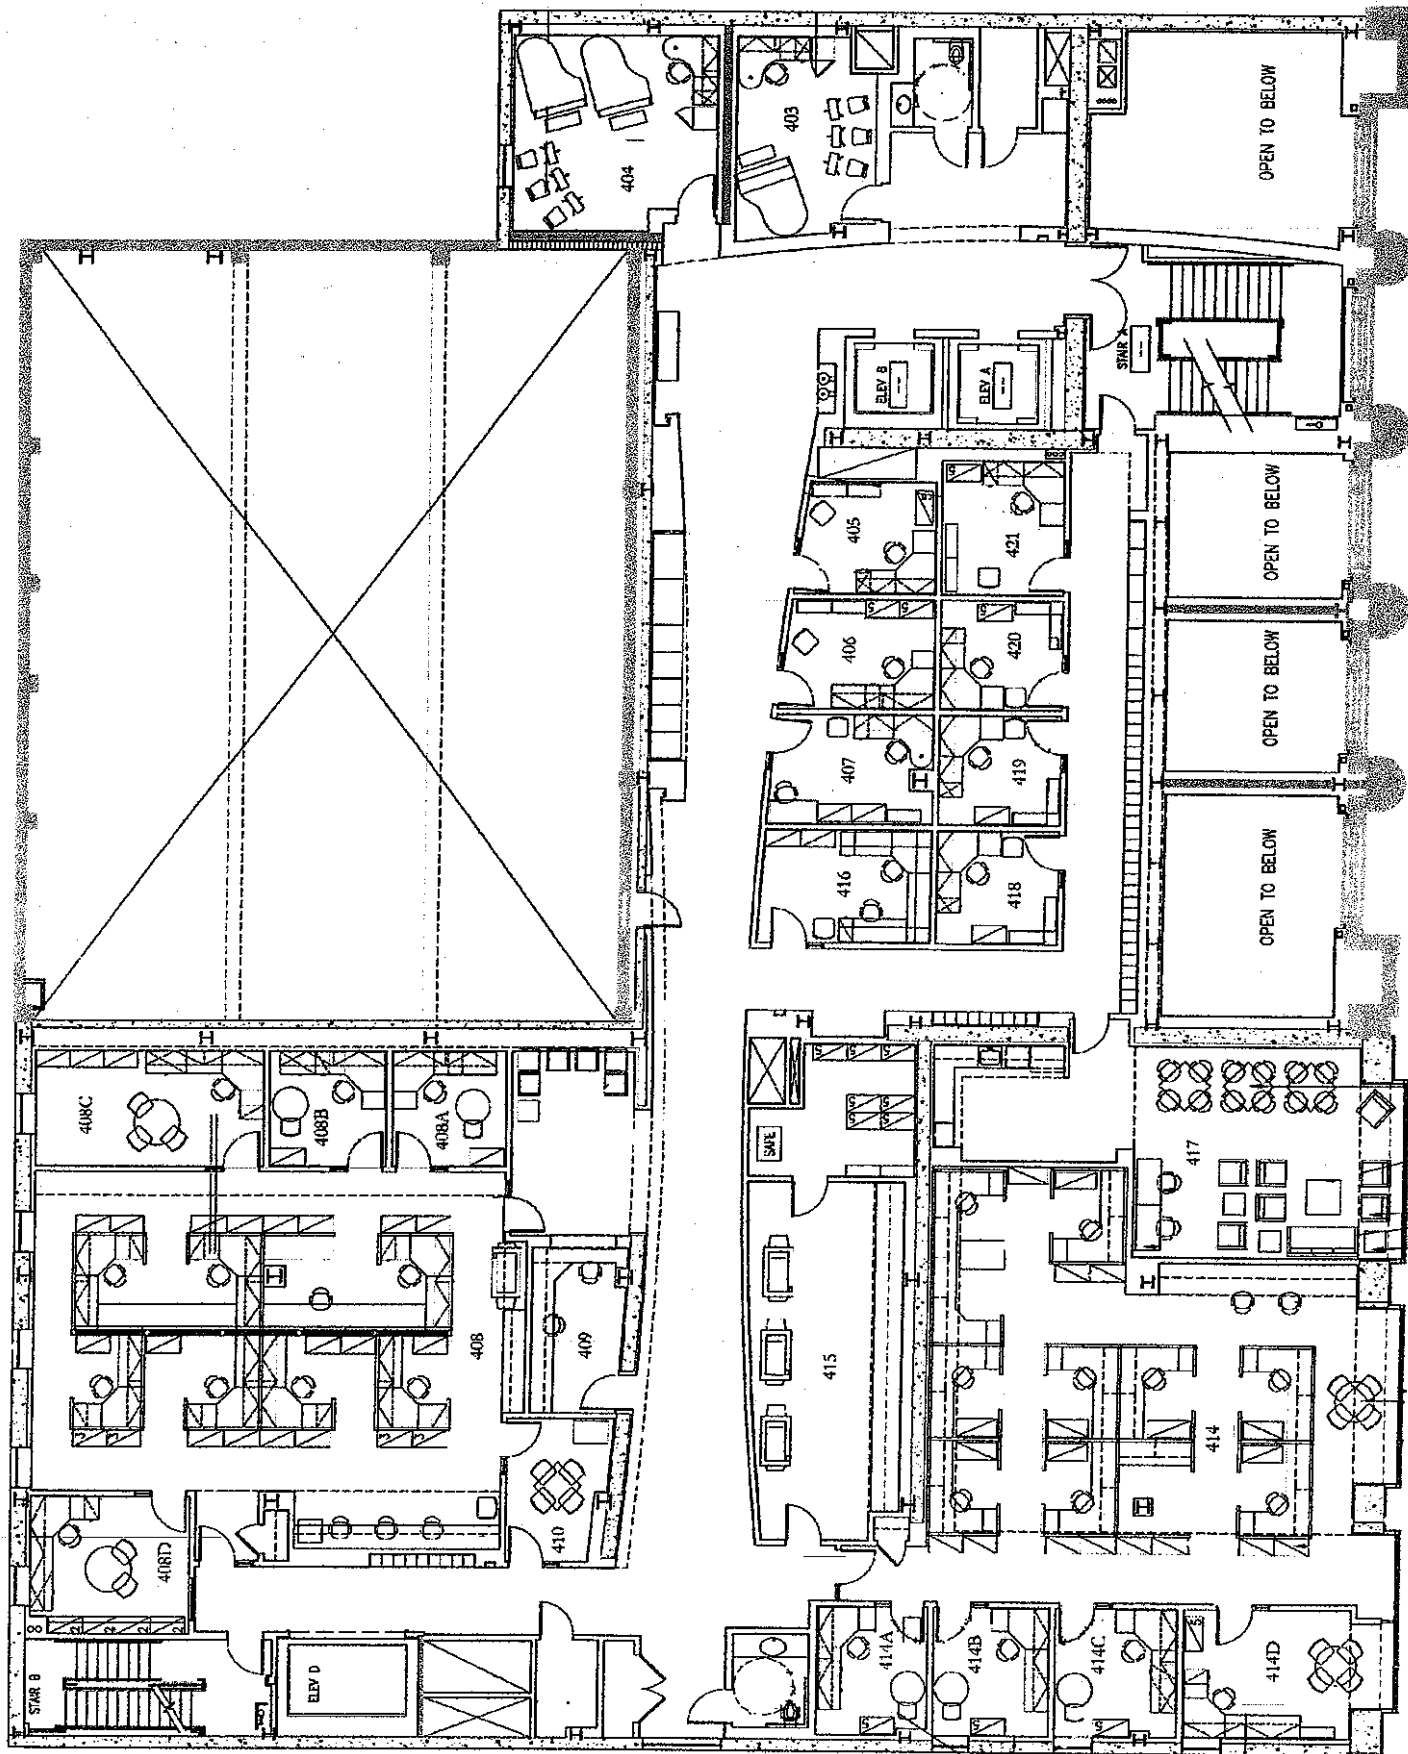 404
403
OPEN TO BELOW
STAIR A
ELEV B
ELEV A
405
421
OPEN TO BELOW
406
420
OPEN TO BELOW
407
419
416
418
OPEN TO BELOW
408C
408B
408A
SAFE
417
408
409
415
414
410
408D
STAIR B
ELEV D
414A
414B
414C
414D